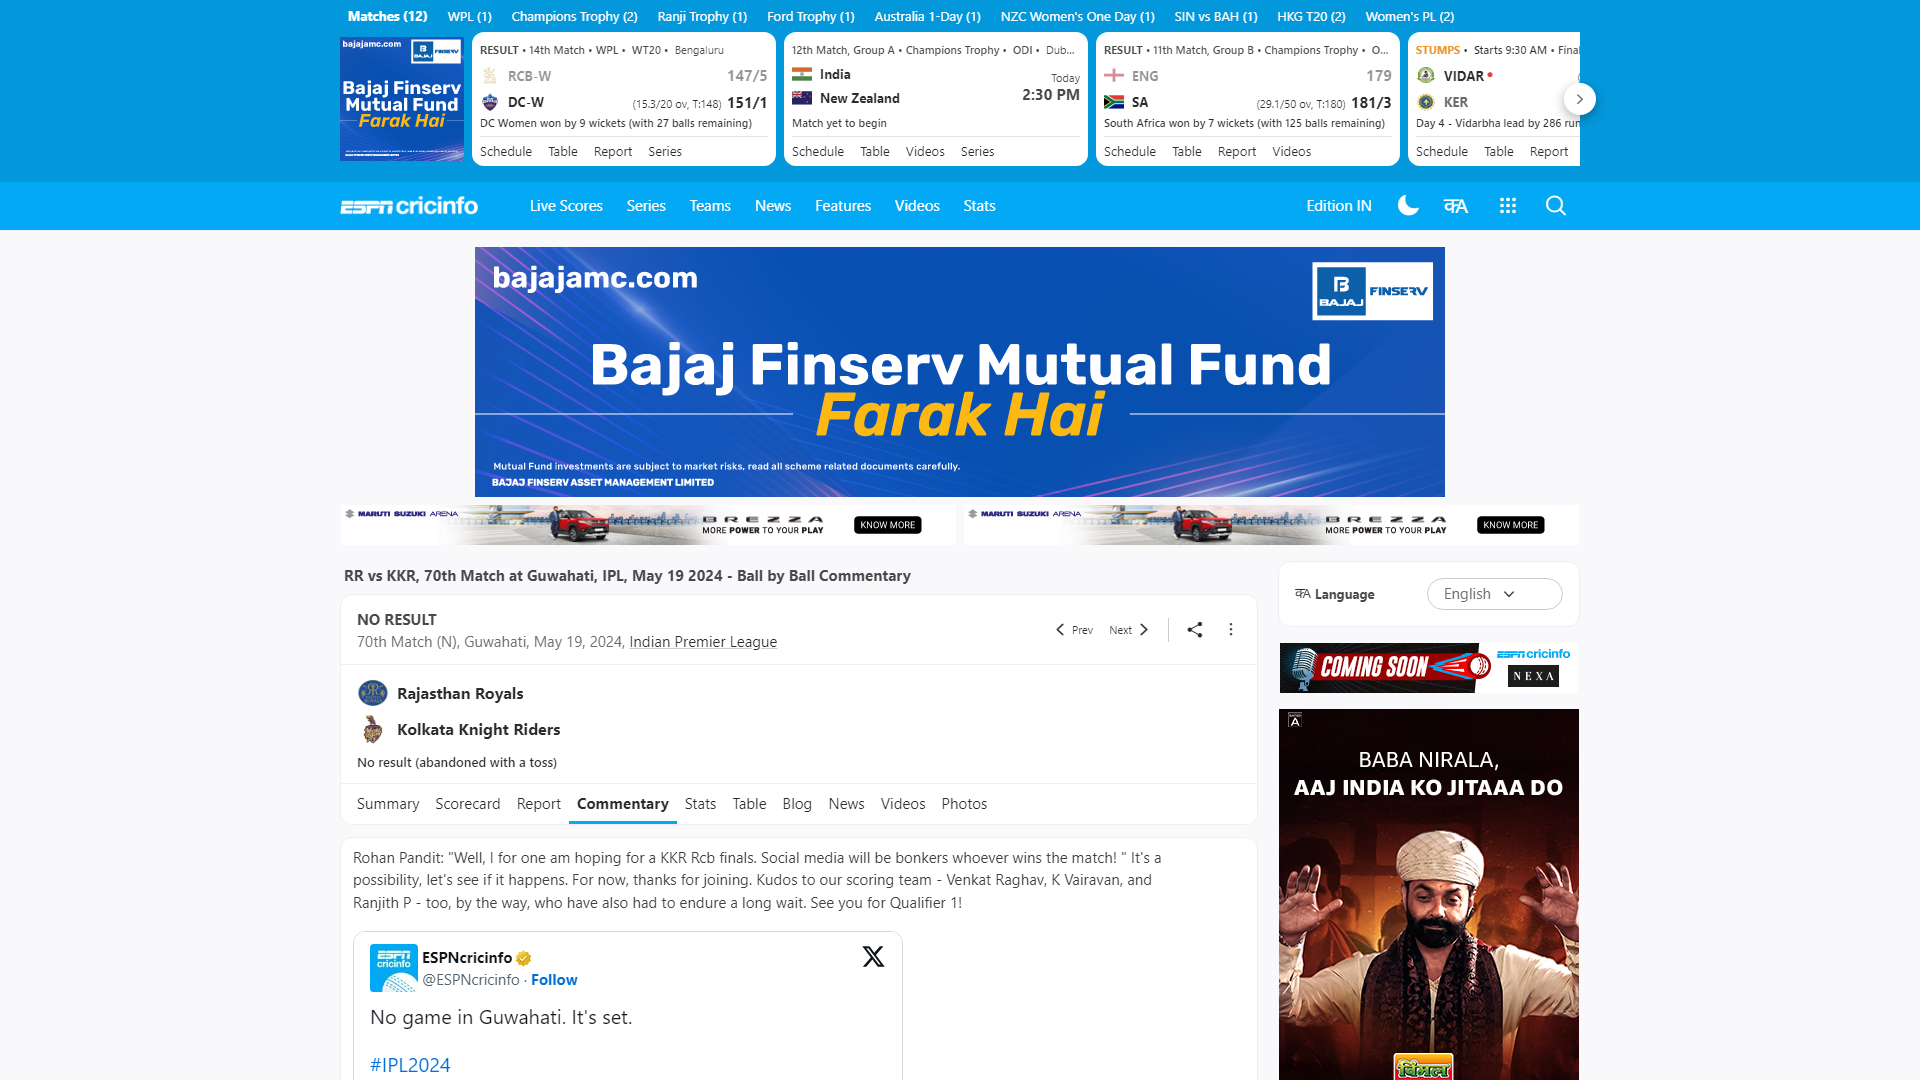 Matches (12) WPL (1) Champions Trophy (2) Ranji Trophy (1) Ford Trophy (1) Australia 1-Day (1) NZC Women's One Day (1) SIN vs BAH (1) HKG T20 (2) Women's PL (2)
bajajamc.com
BAJAJ FINSERV
Bajaj Finserv
Mutual Fund
Farak Hai
RESULT • 14th Match • WPL • WT20 • Bengaluru
RCB-W 147/5
DC-W (15.3/20 ov, T:148) 151/1
DC Women won by 9 wickets (with 27 balls remaining)
Schedule Table Report Series
12th Match, Group A • Champions Trophy • ODI • Dub...
India
New Zealand
Today
2:30 PM
Match yet to begin
Schedule Table Videos Series
RESULT • 11th Match, Group B • Champions Trophy • O...
ENG 179
SA (29.1/50 ov, T:180) 181/3
South Africa won by 7 wickets (with 125 balls remaining)
Schedule Table Report Videos
STUMPS • Starts 9:30 AM • Final
VIDAR
KER
Day 4 - Vidarbha lead by 286 run
Schedule Table Report
ESPN cricinfo Live Scores Series Teams News Features Videos Stats Edition IN कA
bajajamc.com
BAJAJ FINSERV
Bajaj Finserv Mutual Fund
Farak Hai
Mutual Fund investments are subject to market risks, read all scheme related documents carefully.
BAJAJ FINSERV ASSET MANAGEMENT LIMITED
MARUTI SUZUKI ARENA BREZZA
MORE POWER TO YOUR PLAY KNOW MORE
MARUTI SUZUKI ARENA BREZZA
MORE POWER TO YOUR PLAY KNOW MORE
RR vs KKR, 70th Match at Guwahati, IPL, May 19 2024 - Ball by Ball Commentary
NO RESULT
70th Match (N), Guwahati, May 19, 2024, Indian Premier League
Prev Next
Rajasthan Royals
Kolkata Knight Riders
No result (abandoned with a toss)
Summary Scorecard Report Commentary Stats Table Blog News Videos Photos
Rohan Pandit: "Well, I for one am hoping for a KKR Rcb finals. Social media will be bonkers whoever wins the match! " It's a
possibility, let's see if it happens. For now, thanks for joining. Kudos to our scoring team - Venkat Raghav, K Vairavan, and
Ranjith P - too, by the way, who have also had to endure a long wait. See you for Qualifier 1!
ESPN
cricinfo
ESPNcricinfo
@ESPNcricinfo · Follow
No game in Guwahati. It's set.
#IPL2024
कA Language English
COMING SOON ESPN cricinfo
NEXA
A
BABA NIRALA,
AAJ INDIA KO JITAAA DO
विमल